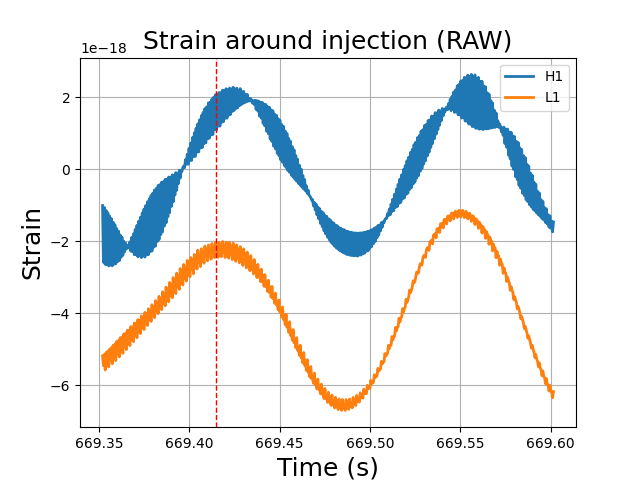 Strain around injection (RAW)
1e−18
H1
L1
2
0
−2
−4
−6
Strain
669.35 669.40 669.45 669.50 669.55 669.60
Time (s)